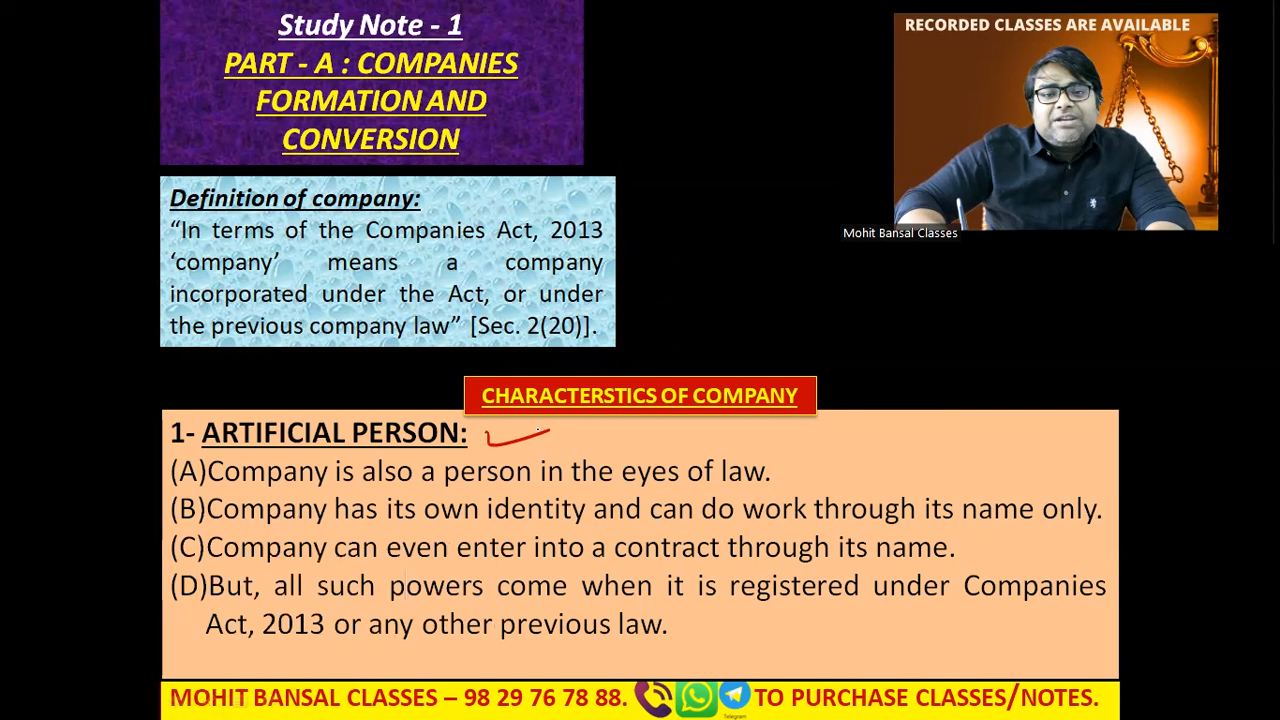 Study Note - 1
PART - A : COMPANIES
FORMATION AND
CONVERSION
RECORDED CLASSES ARE AVAILABLE
Mohit Bansal Classes
Definition of company:
“In terms of the Companies Act, 2013
‘company’ means a company
incorporated under the Act, or under
the previous company law” [Sec. 2(20)].
CHARACTERSTICS OF COMPANY
1- ARTIFICIAL PERSON:
(A)Company is also a person in the eyes of law.
(B)Company has its own identity and can do work through its name only.
(C)Company can even enter into a contract through its name.
(D)But, all such powers come when it is registered under Companies
Act, 2013 or any other previous law.
MOHIT BANSAL CLASSES – 98 29 76 78 88. TO PURCHASE CLASSES/NOTES.
Telegram